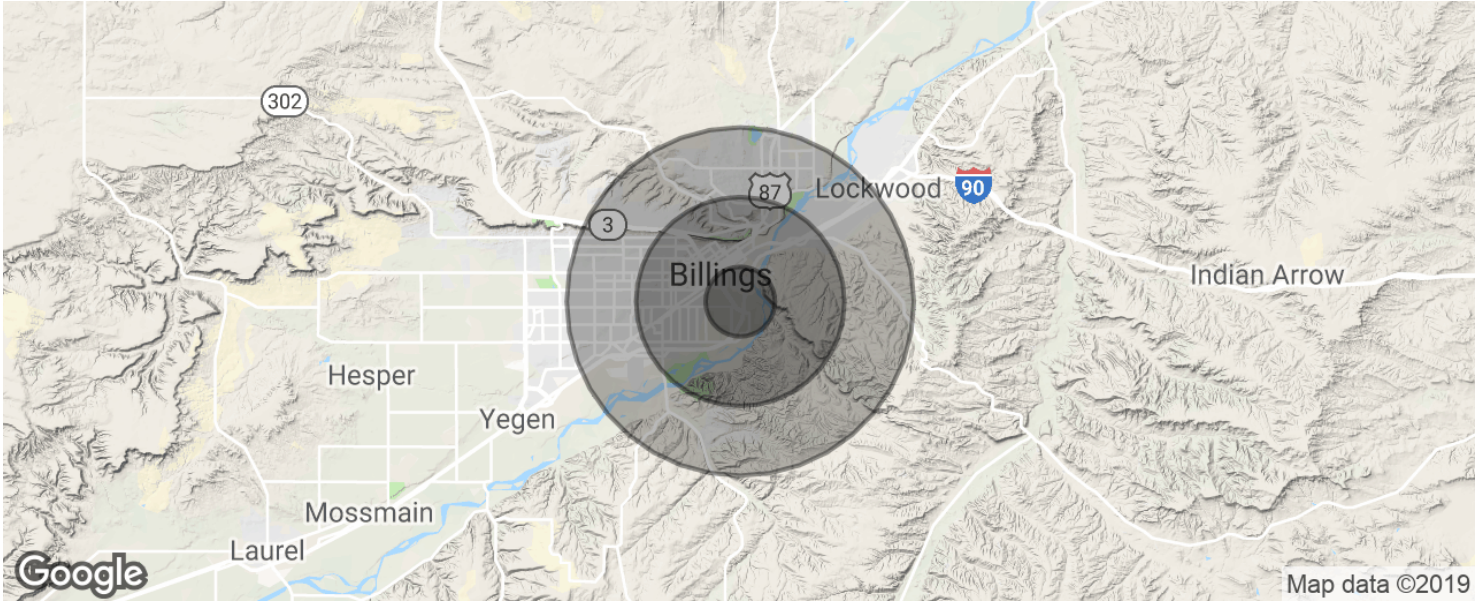 302
87
Lockwood
90
3
Billings
Indian Arrow
Hesper
Yegen
Mossmain
Laurel
Google
Map data ©2019